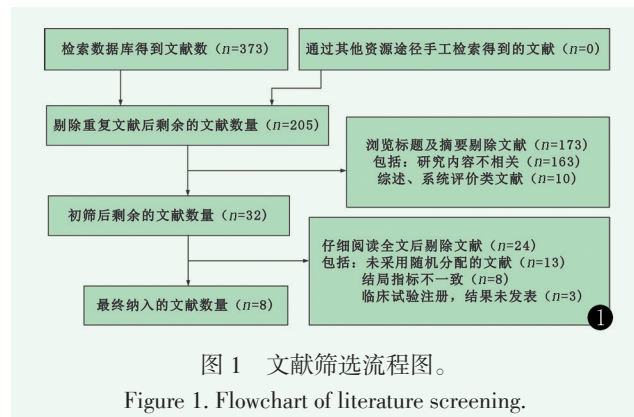 检索数据库得到文献数（n=373）
通过其他资源途径手工检索得到的文献（n=0）
剔除重复文献后剩余的文献数量（n=205）
浏览标题及摘要剔除文献（n=173）
包括：研究内容不相关（n=163）
综述、系统评价类文献（n=10）
初筛后剩余的文献数量（n=32）
仔细阅读全文后剔除文献（n=24）
包括：未采用随机分配的文献（n=13）
结局指标不一致（n=8）
临床试验注册，结果未发表（n=3）
最终纳入的文献数量（n=8）
1
图 1 文献筛选流程图。
Figure 1. Flowchart of literature screening.